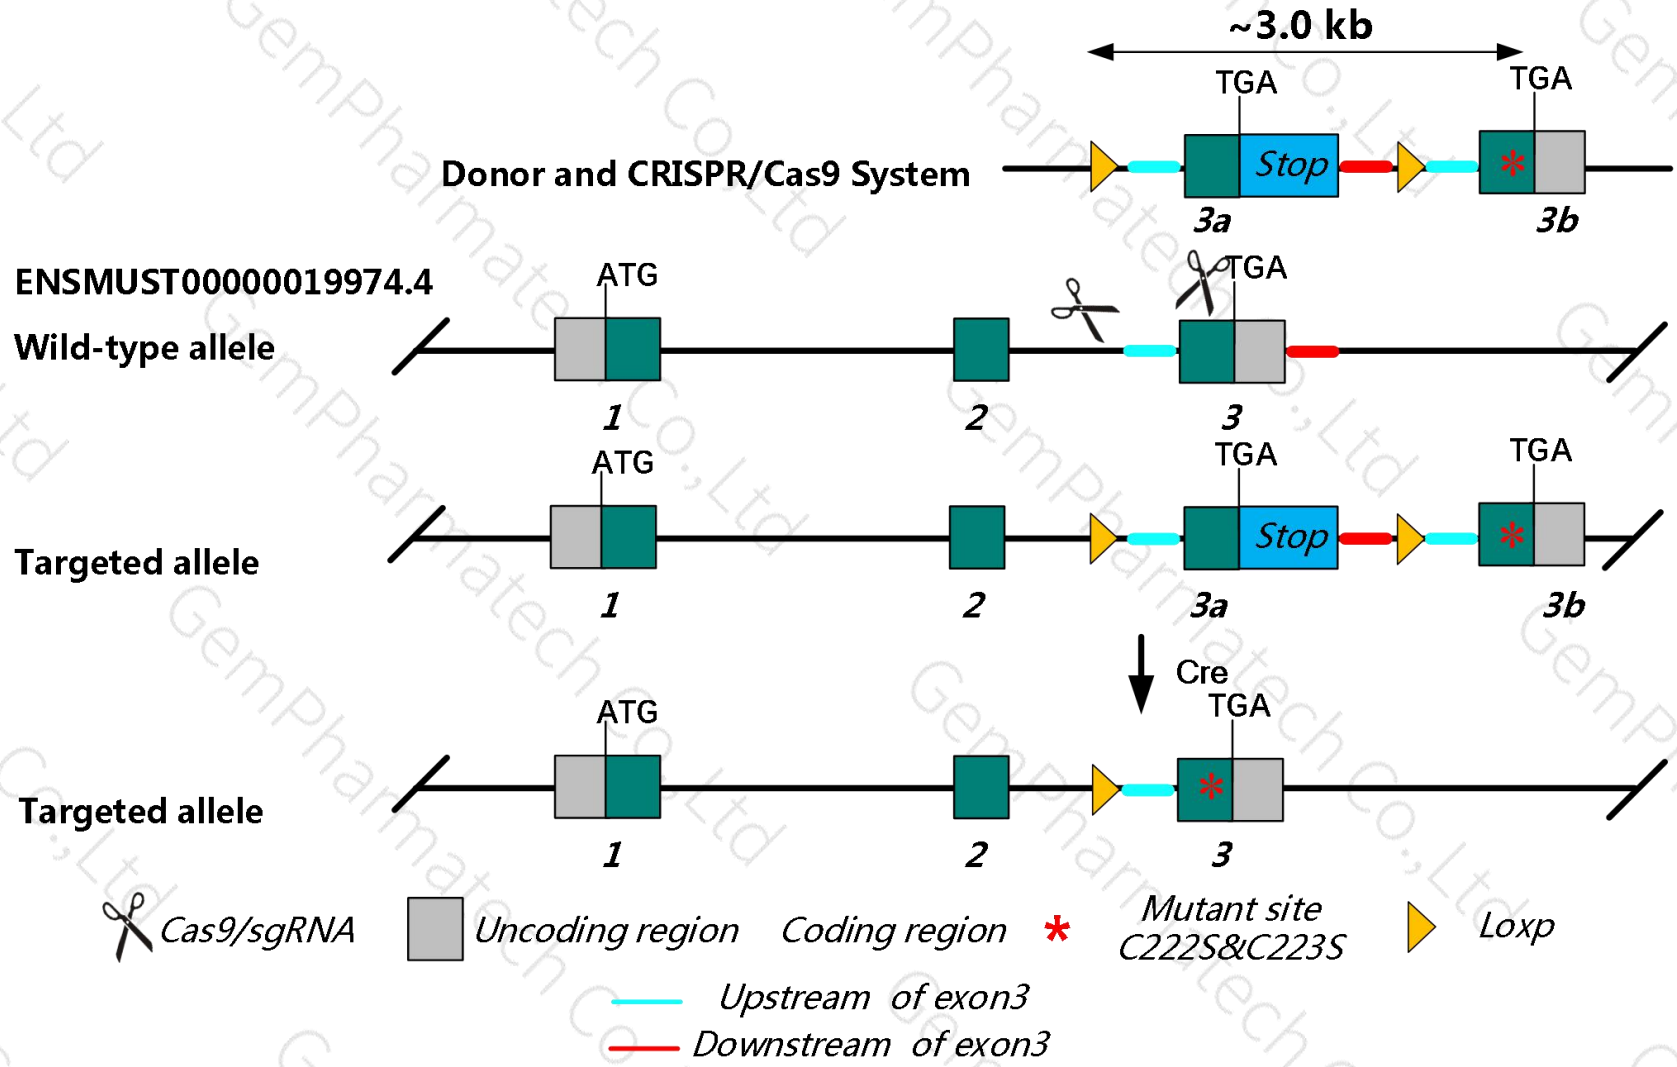 ~3.0 kb
TGA TGA
Donor and CRISPR/Cas9 System Stop *
3a 3b
ENSMUST00000019974.4 ATG TGA
Wild-type allele
1 2 3
ATG TGA TGA
Targeted allele Stop *
1 2 3a 3b
Cre
ATG TGA
Targeted allele *
1 2 3
Cas9/sgRNA Uncoding region Coding region * Mutant site
C222S&C223S Loxp
Upstream of exon3
Downstream of exon3
GemPharmatech Co.,Ltd